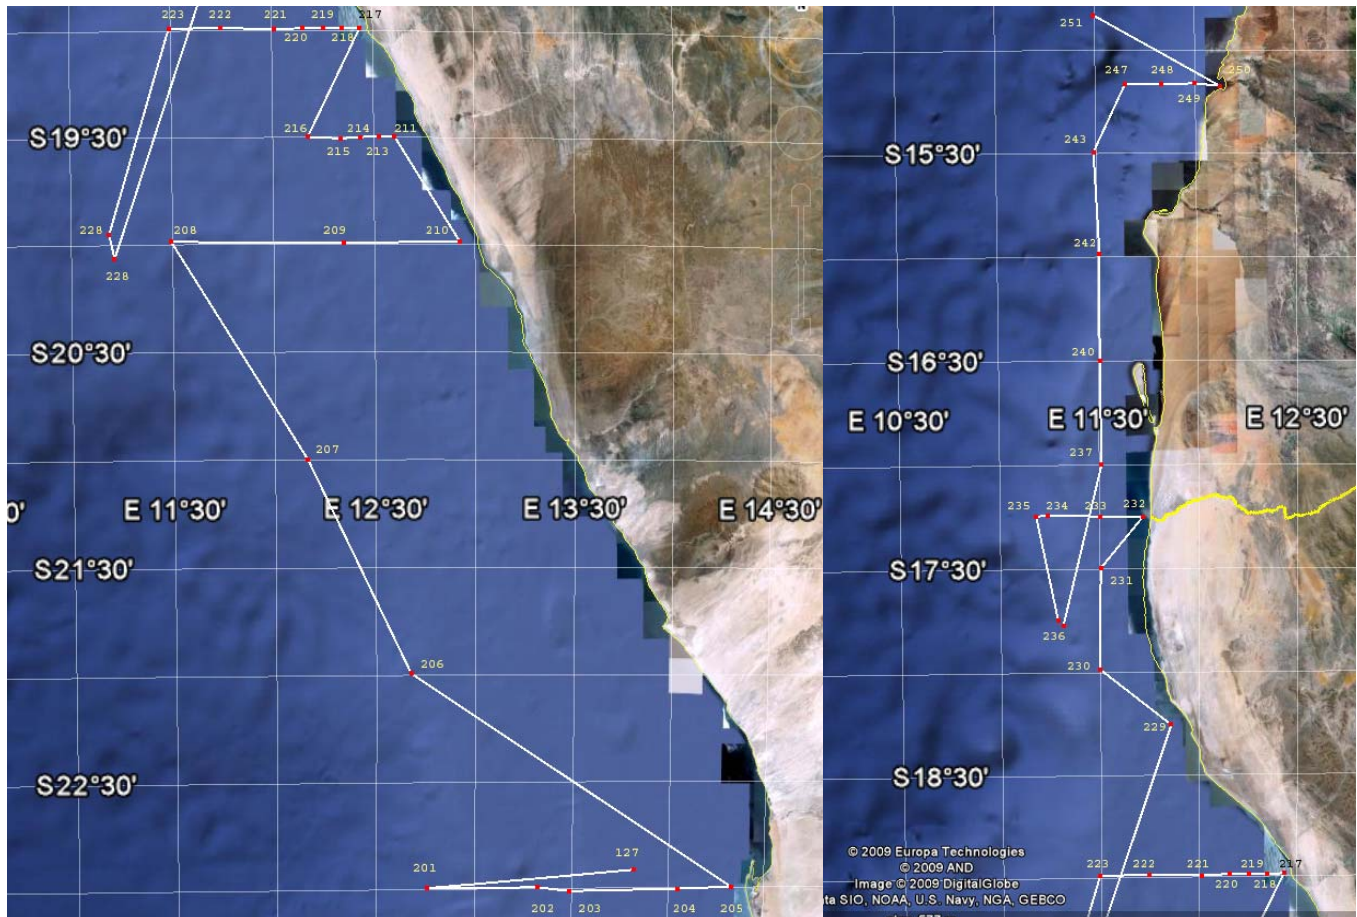 223 222 221 219 217
220 218
N
216 214 211
215 213
S19°30'
228 208 209 210
228
S20°30'
207
0' E 11°30' E 12°30' E 13°30' E 14°30'
S21°30'
206
S22°30'
127
201
202 203 204 205
251
247 248 250
249
243
S15°30'
242
240
S16°30'
E 10°30' E 11°30' E 12°30'
237
235 234 233 232
S17°30'
231
236
230
229
S18°30'
© 2009 Europa Technologies
© 2009 AND
223 222 221 219 217
Image © 2009 DigitalGlobe
220 218
ta SIO, NOAA, U.S. Navy, NGA, GEBCO